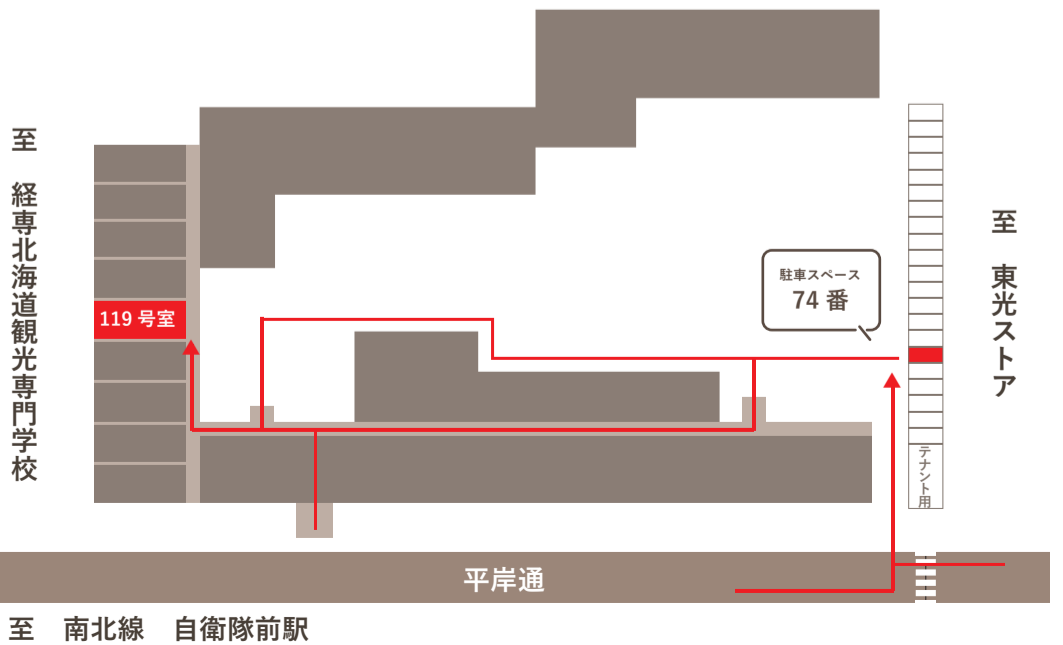 至　経専北海道観光専門学校
119 号室
駐車スペース
74 番
至　東光ストア
テナント用
平岸通
至　南北線　自衛隊前駅